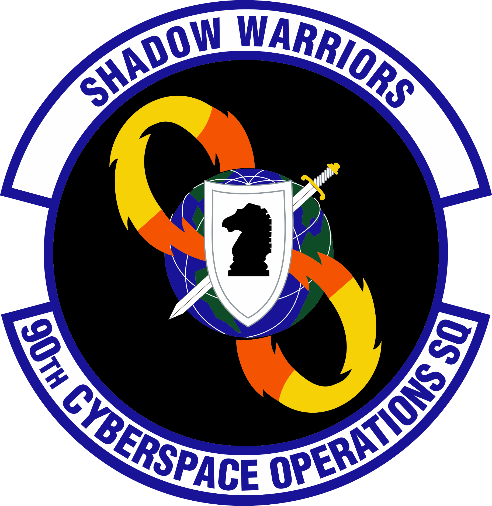 SHADOW WARRIORS
90TH CYBERSPACE OPERATIONS SQ